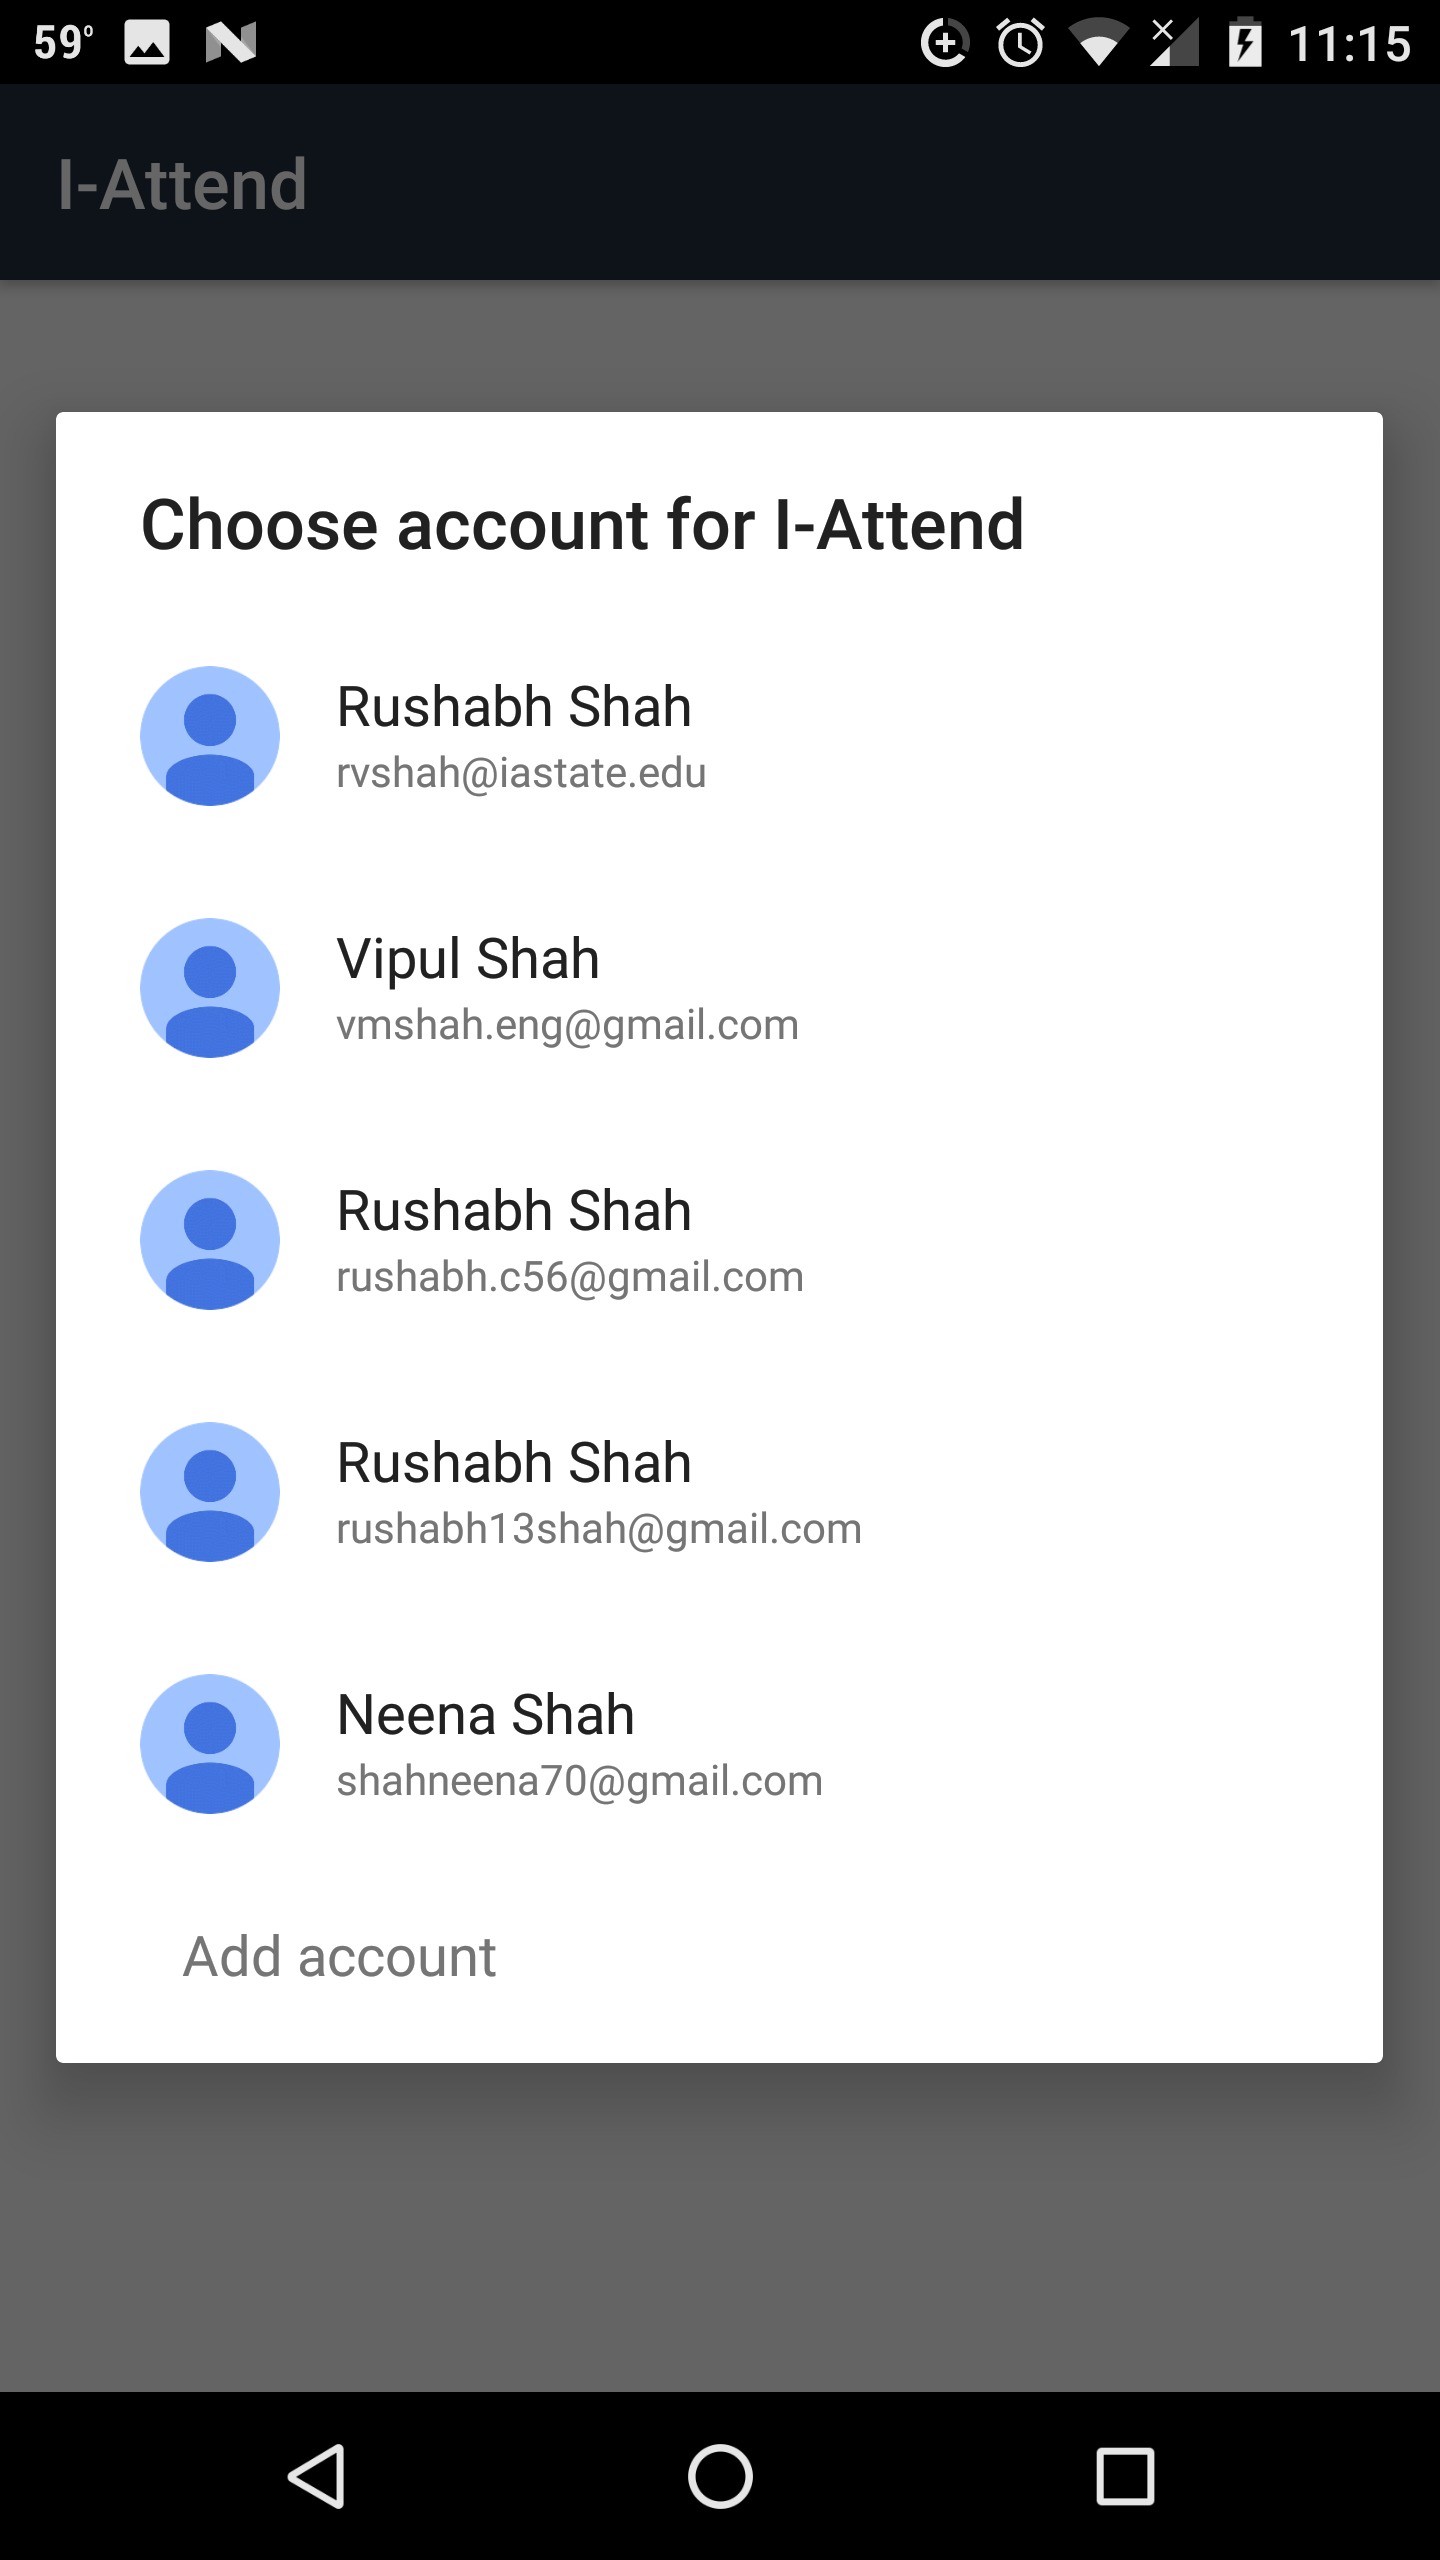 59° 11:15
I-Attend
Choose account for I-Attend
Rushabh Shah
rvshah@iastate.edu
Vipul Shah
vmshah.eng@gmail.com
Rushabh Shah
rushabh.c56@gmail.com
Rushabh Shah
rushabh13shah@gmail.com
Neena Shah
shahneena70@gmail.com
Add account